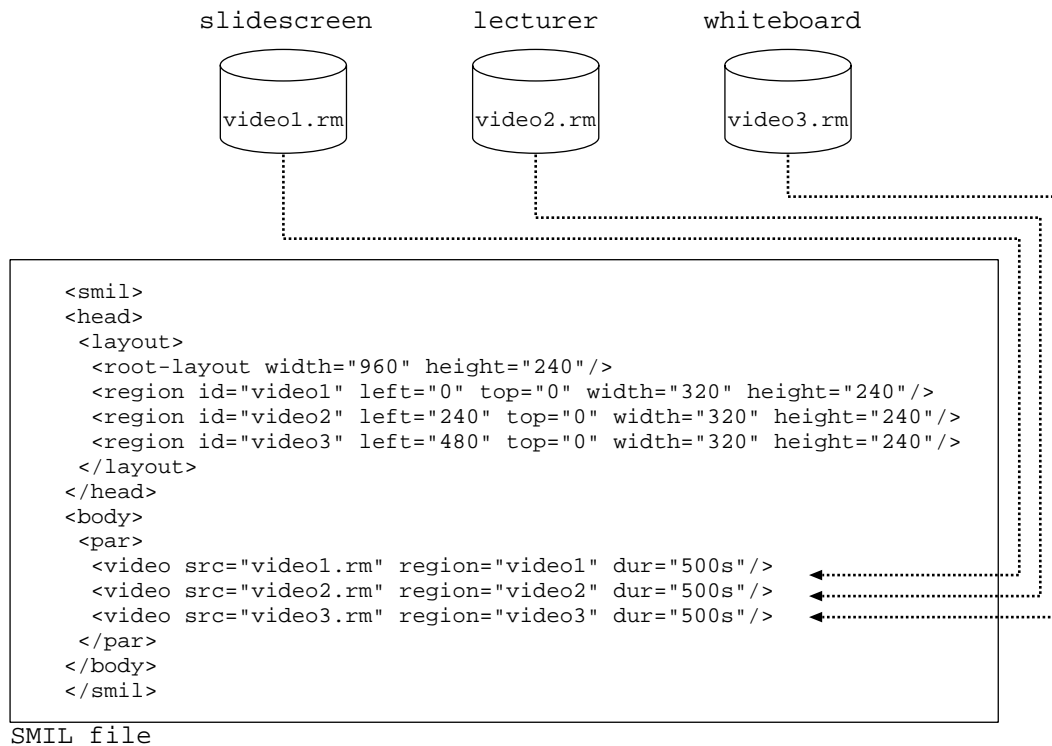 slidescreen lecturer whiteboard
video1.rm video2.rm video3.rm
<smil>
<head>
<layout>
<root-layout width="960" height="240"/>
<region id="video1" left="0" top="0" width="320" height="240"/>
<region id="video2" left="240" top="0" width="320" height="240"/>
<region id="video3" left="480" top="0" width="320" height="240"/>
</layout>
</head>
<body>
<par>
<video src="video1.rm" region="video1" dur="500s"/>
<video src="video2.rm" region="video2" dur="500s"/>
<video src="video3.rm" region="video3" dur="500s"/>
</par>
</body>
</smil>
SMIL file